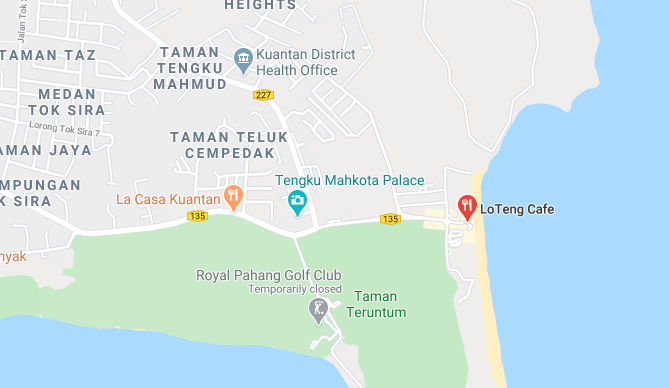 HEIGHTS
Jalan Tok S
TAMAN TAZ
TAMAN
TENGKU
MAHMUD
Kuantan District
Health Office
MEDAN
TOK SIRA
227
Lorong Tok Sira 7
AMAN JAYA
TAMAN TELUK
CEMPEDAK
MPUNGAN
K SIRA
La Casa Kuantan
Tengku Mahkota Palace
135
135
LoTeng Cafe
nyak
Royal Pahang Golf Club
Temporarily closed
Taman
Teruntum